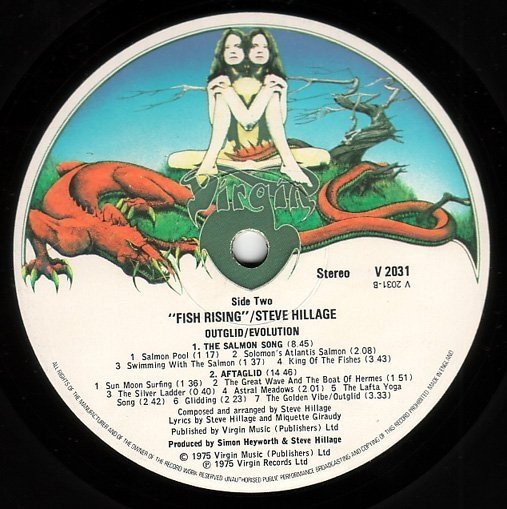 Virgin
Stereo V 2031
V 2031-B
Side Two
"FISH RISING"/STEVE HILLAGE
OUTGLID/EVOLUTION
1. THE SALMON SONG (8.45)
1 Salmon Pool (1 17) 2 Solomon's Atlantis Salmon (2.08)
3 Swimming With The Salmon (1 37) 4 King Of The Fishes (3.43)
2. AFTAGLID (14 46)
1 Sun Moon Surfing (1 36) 2 The Great Wave And The Boat Of Hermes (1 51)
3 The Silver Ladder (0 40) 4 Astral Meadows (2 01) 5 The Lafta Yoga
Song (2 42) 6 Glidding (2 23) 7 The Golden Vibe/Outglid (3.33)
Composed and arranged by Steve Hillage
Lyrics by Steve Hillage and Miquette Giraudy
Published by Virgin Music (Publishers) Ltd
Produced by Simon Heyworth & Steve Hillage
© 1975 Virgin Music (Publishers) Ltd
℗ 1975 Virgin Records Ltd
ALL RIGHTS OF THE MANUFACTURER AND OF THE OWNER OF THE RECORDED WORK RESERVED UNAUTHORISED PUBLIC PERFORMANCE BROADCASTING AND COPYING OF THIS RECORD PROHIBITED. MADE IN ENGLAND.